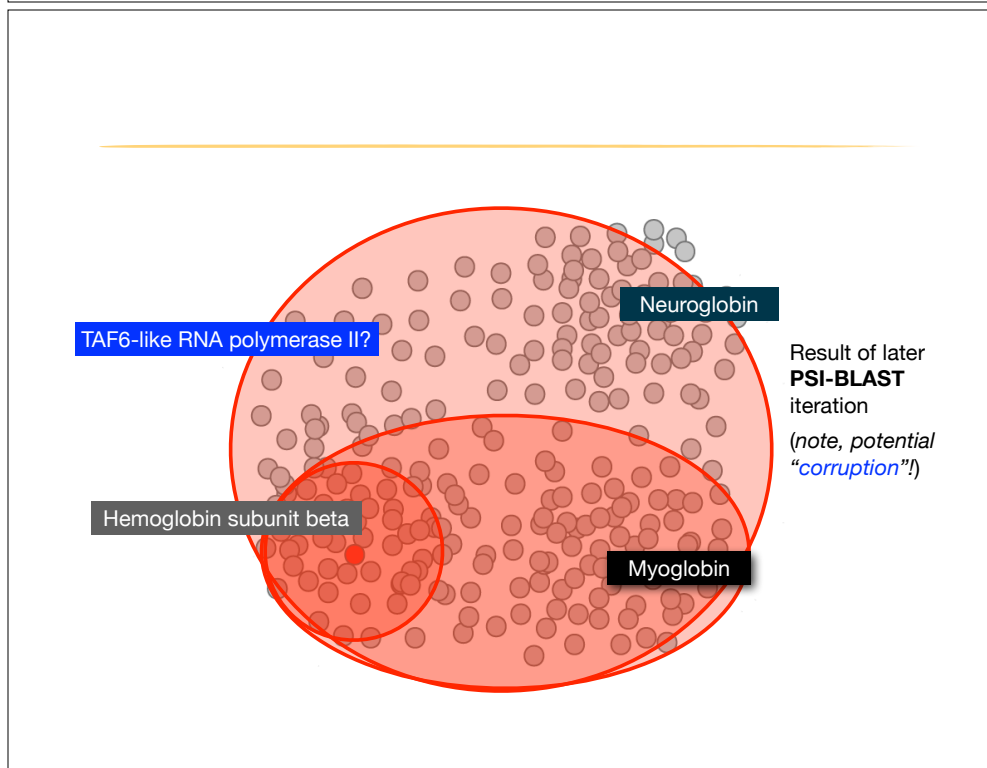 Neuroglobin
TAF6-like RNA polymerase II?
Result of later
PSI-BLAST
iteration
(note, potential
“corruption”!)
Hemoglobin subunit beta
Myoglobin